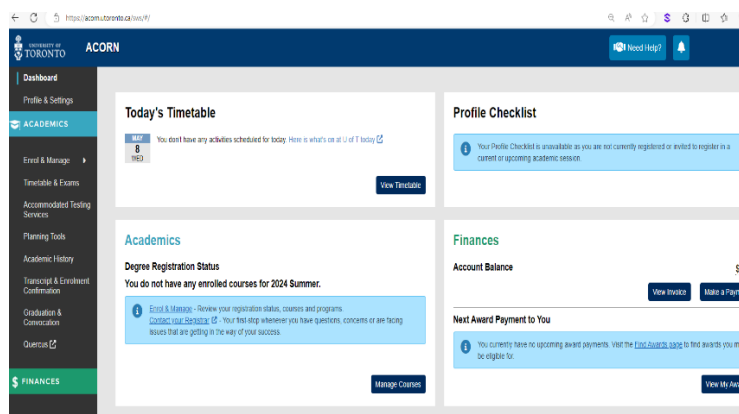 https://acorn.utoronto.ca/sws/#/
UNIVERSITY OF
TORONTO
ACORN
Need Help?
Dashboard
Profile & Settings
ACADEMICS
Enrol & Manage
Timetable & Exams
Accommodated Testing
Services
Planning Tools
Academic History
Transcript & Enrolment
Confirmation
Graduation &
Convocation
Quercus
$ FINANCES
Today's Timetable
MAY
8
WED
You don't have any activities scheduled for today. Here is what's on at U of T today
View Timetable
Profile Checklist
Your Profile Checklist is unavailable as you are not currently registered or invited to register in a
current or upcoming academic session.
Academics
Degree Registration Status
You do not have any enrolled courses for 2024 Summer.
Enrol & Manage - Review your registration status, courses and programs.
Contact your Registrar - Your first stop whenever you have questions, concerns or are facing
issues that are getting in the way of your success.
Manage Courses
Finances
Account Balance
$
View Invoice
Make a Paym
Next Award Payment to You
You currently have no upcoming award payments. Visit the Find Awards page to find awards you m
be eligible for.
View My Awa